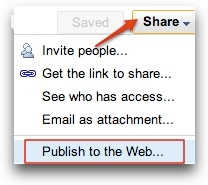 Saved Share
Invite people...
Get the link to share...
See who has access...
Email as attachment...
Publish to the Web...